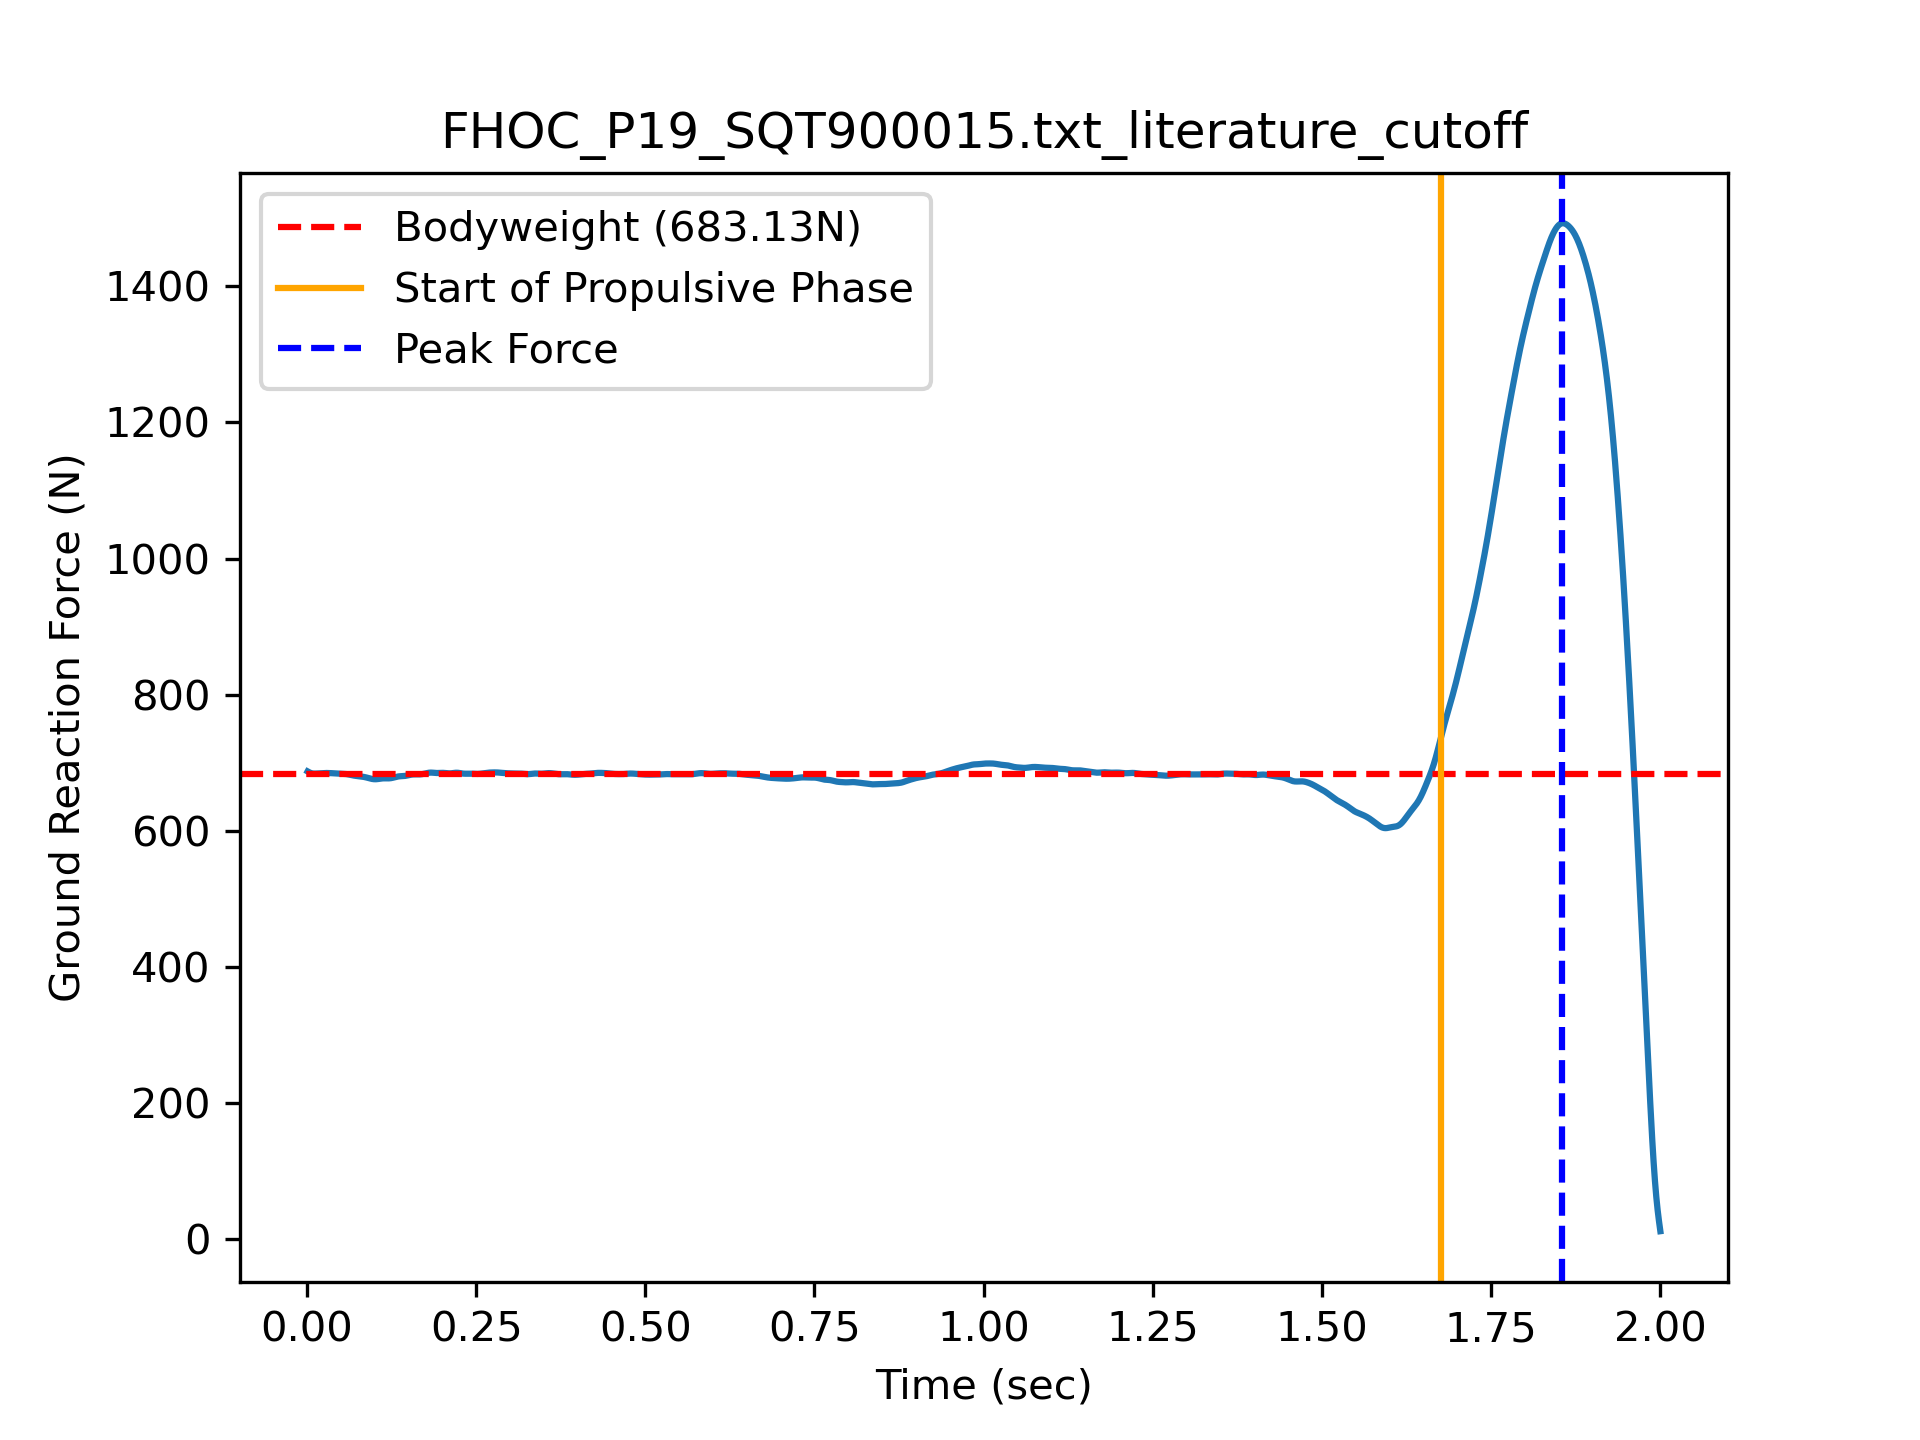 FHOC_P19_SQT900015.txt_literature_cutoff
Bodyweight (683.13N)
Start of Propulsive Phase
Peak Force
Ground Reaction Force (N)
1400
1200
1000
800
600
400
200
0
0.00 0.25 0.50 0.75 1.00 1.25 1.50 1.75 2.00
Time (sec)